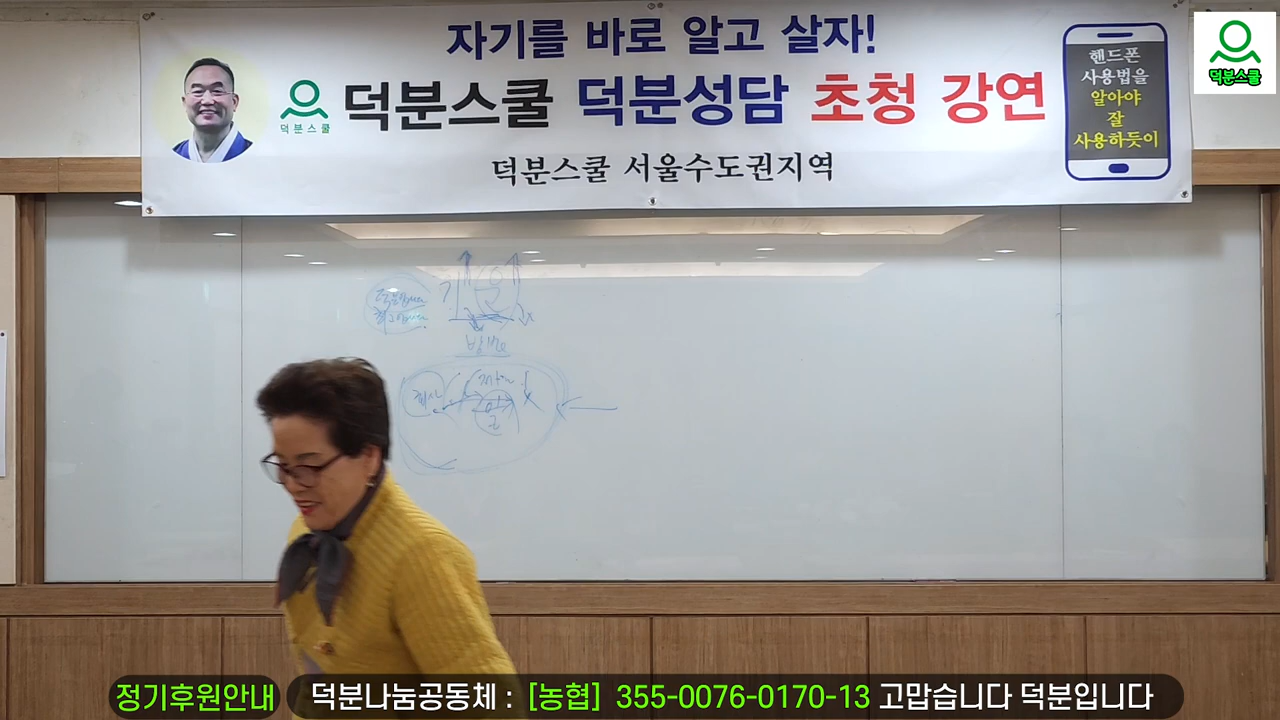 자기를 바로 알고 살자!
덕분스쿨
덕분스쿨 덕분성담 초청 강연
덕분스쿨 서울수도권지역
핸드폰
사용법을
알아야
잘
사용하듯이
덕분스쿨
회사
정기후원안내 덕분나눔공동체 : [농협] 355-0076-0170-13 고맙습니다 덕분입니다